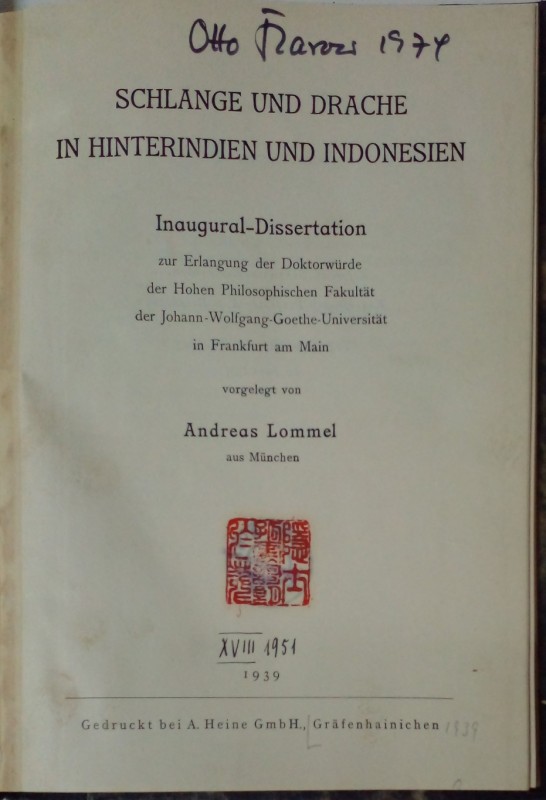 Otto 1974
SCHLANGE UND DRACHE
IN HINTERINDIEN UND INDONESIEN
Inaugural-Dissertation
zur Erlangung der Doktorwürde
der Hohen Philosophischen Fakultät
der Johann-Wolfgang-Goethe-Universität
in Frankfurt am Main
vorgelegt von
Andreas Lommel
aus München
XVIII 1951
1939
Gedruckt bei A. Heine GmbH., Gräfenhainichen 1939